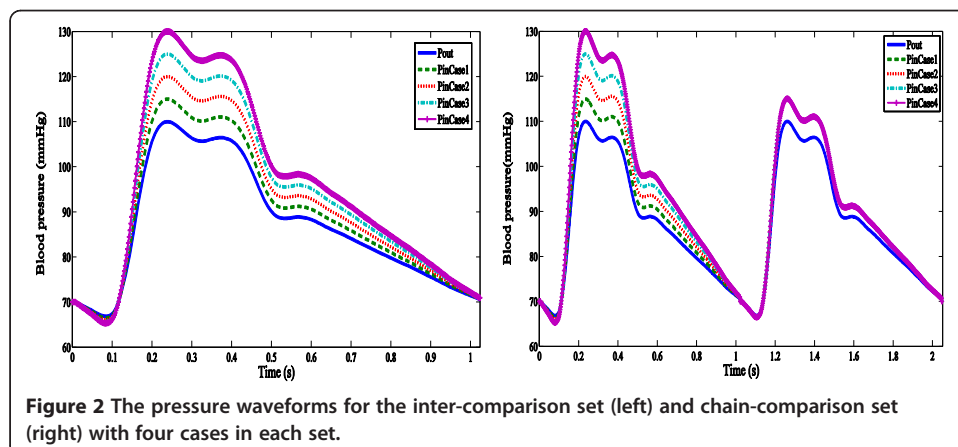 130
120
110
100
90
80
70
60
0
0.1
0.2
0.3
0.4
0.5
0.6
0.7
0.8
0.9
1
Blood pressure (mmHg)
Time (s)
Pout
PinCase1
PinCase2
PinCase3
PinCase4
130
120
110
100
90
80
70
60
0
0.2
0.4
0.6
0.8
1
1.2
1.4
1.6
1.8
2
Blood pressure(mmHg)
Time (s)
Pout
PinCase1
PinCase2
PinCase3
PinCase4
Figure 2 The pressure waveforms for the inter-comparison set (left) and chain-comparison set
(right) with four cases in each set.